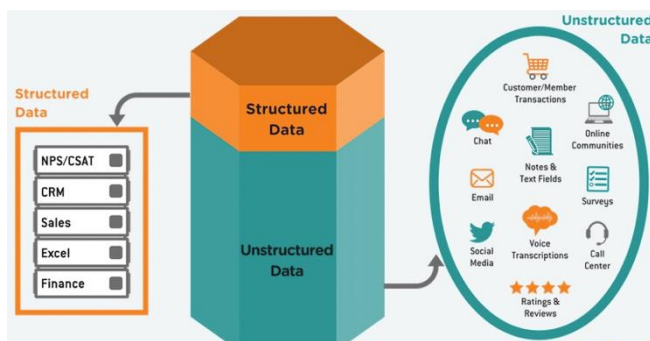 Structured
Data
NPS/CSAT
CRM
Sales
Excel
Finance
Structured
Data
Unstructured
Data
Unstructured
Data
Customer/Member
Transactions
Chat
Online
Communities
Notes &
Text Fields
Email
Surveys
Social
Media
Voice
Transcriptions
Call
Center
Ratings &
Reviews